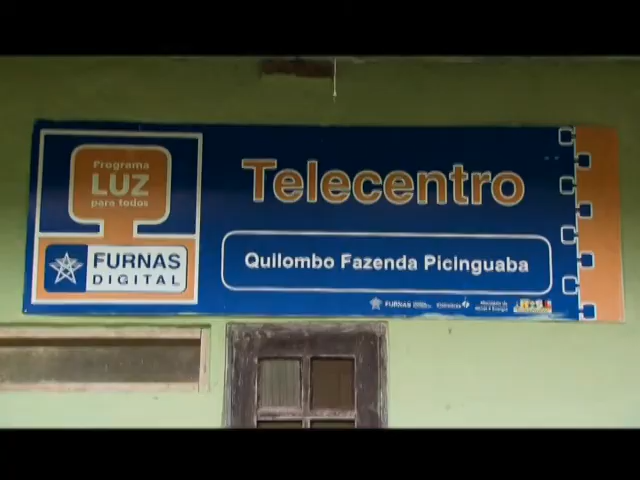 Programa
LUZ
para todos
FURNAS
DIGITAL
Telecentro
Quilombo Fazenda Picinguaba
FURNAS